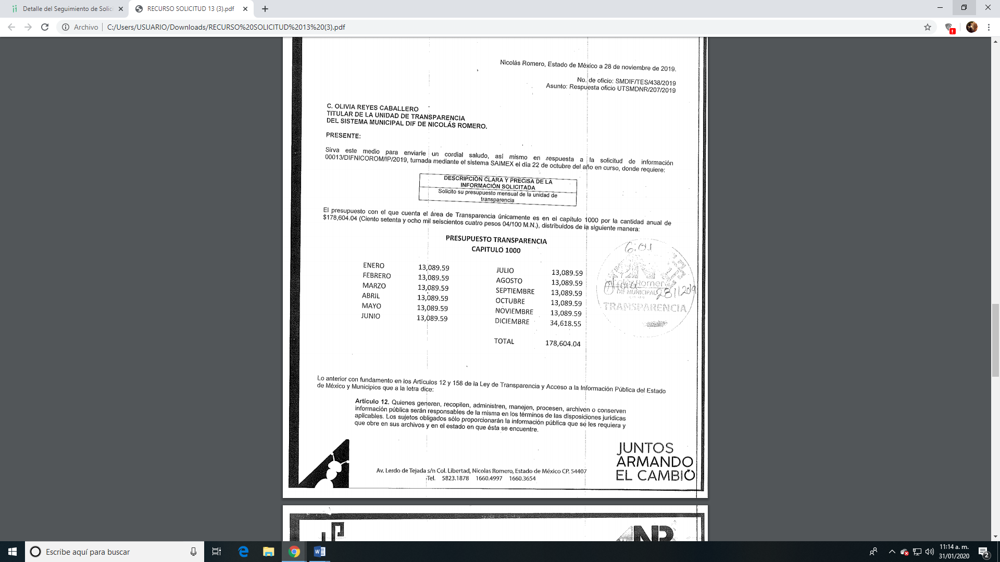 Detalle del Seguimiento de Solici
RECURSO SOLICITUD 13 (3).pdf
Archivo
C:/Users/USUARIO/Downloads/RECURSO%20SOLICITUD%2013%20(3).pdf
Nicolás Romero, Estado de México a 28 de noviembre de 2019.
No. de oficio: SMDIF/TES/438/2019
Asunto: Respuesta oficio UTSMDNR/207/2019
C. OLIVIA REYES CABALLERO
TITULAR DE LA UNIDAD DE TRANSPARENCIA
DEL SISTEMA MUNICIPAL DIF DE NICOLÁS ROMERO.
PRESENTE:
Sirva este medio para enviarle un cordial saludo, así mismo en respuesta a la solicitud de información
00013/DIFNICOROM/IP/2019, turnada mediante el sistema SAIMEX el día 22 de octubre del año en curso, donde requiere:
DESCRIPCIÓN CLARA Y PRECISA DE LA
INFORMACIÓN SOLICITADA
Solicito su presupuesto mensual de la unidad de
transparencia
El presupuesto con el que cuenta el área de Transparencia únicamente es en el capítulo 1000 por la cantidad anual de
$178,604.04 (Ciento setenta y ocho mil seiscientos cuatro pesos 04/100 M.N.), distribuidos de la siguiente manera:
PRESUPUESTO TRANSPARENCIA
CAPITULO 1000
ENERO 13,089.59 JULIO 13,089.59
FEBRERO 13,089.59 AGOSTO 13,089.59
MARZO 13,089.59 SEPTIEMBRE 13,089.59
ABRIL 13,089.59 OCTUBRE 13,089.59
MAYO 13,089.59 NOVIEMBRE 13,089.59
JUNIO 13,089.59 DICIEMBRE 34,618.55
TOTAL 178,604.04
Romero
DIF MUNICIPAL
TRANSPARENCIA
Lo anterior con fundamento en los Artículos 12 y 158 de la Ley de Transparencia y Acceso a la Información Pública del Estado
de México y Municipios que a la letra dice:
Artículo 12. Quienes generen, recopilen, administren, manejen, procesen, archiven o conserven
información pública serán responsables de la misma en los términos de las disposiciones jurídicas
aplicables. Los sujetos obligados sólo proporcionarán la información pública que se les requiera y
que obre en sus archivos y en el estado en que ésta se encuentre.
Av. Lerdo de Tejada s/n Col. Libertad, Nicolas Romero, Estado de México CP. 54407
Tel. 5823.1878 1660.4997 1660.3654
JUNTOS
ARMANDO
EL CAMBIO
NR
Escribe aquí para buscar
11:14 a. m.
31/01/2020
2